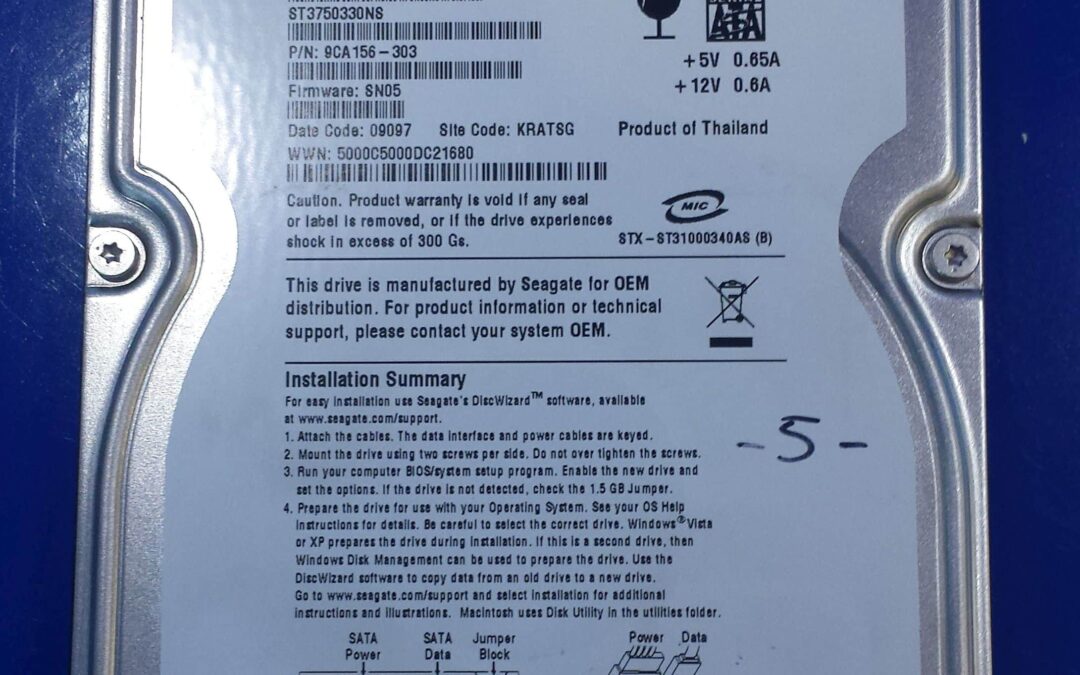 ST3750330NS
P/N: 9CA156-303
Firmware: SN05
Date Code: 09097 Site Code: KRATSG
WWN: 5000C5000DC21680
SATA
+5V 0.65A
+12V 0.6A
Product of Thailand
Caution. Product warranty is void if any seal
or label is removed, or if the drive experiences
shock in excess of 300 Gs.
MIC
STX-ST31000340AS (B)
This drive is manufactured by Seagate for OEM
distribution. For product information or technical
support, please contact your system OEM.
Installation Summary
For easy installation use Seagate's DiscWizard™ software, available
at www.seagate.com/support.
1. Attach the cables. The data interface and power cables are keyed.
2. Mount the drive using two screws per side. Do not over tighten the screws.
3. Run your computer BIOS/system setup program. Enable the new drive and
set the options. If the drive is not detected, check the 1.5 GB Jumper.
4. Prepare the drive for use with your Operating System. See your OS Help
instructions for details. Be careful to select the correct drive. Windows® Vista
or XP prepares the drive during installation. If this is a second drive, then
Windows Disk Management can be used to prepare the drive. Use the
DiscWizard software to copy data from an old drive to a new drive.
Go to www.seagate.com/support and select installation for additional
instructions and illustrations. Macintosh uses Disk Utility in the utilities folder.
-5-
SATA Power
SATA Data
Jumper Block
Power Data